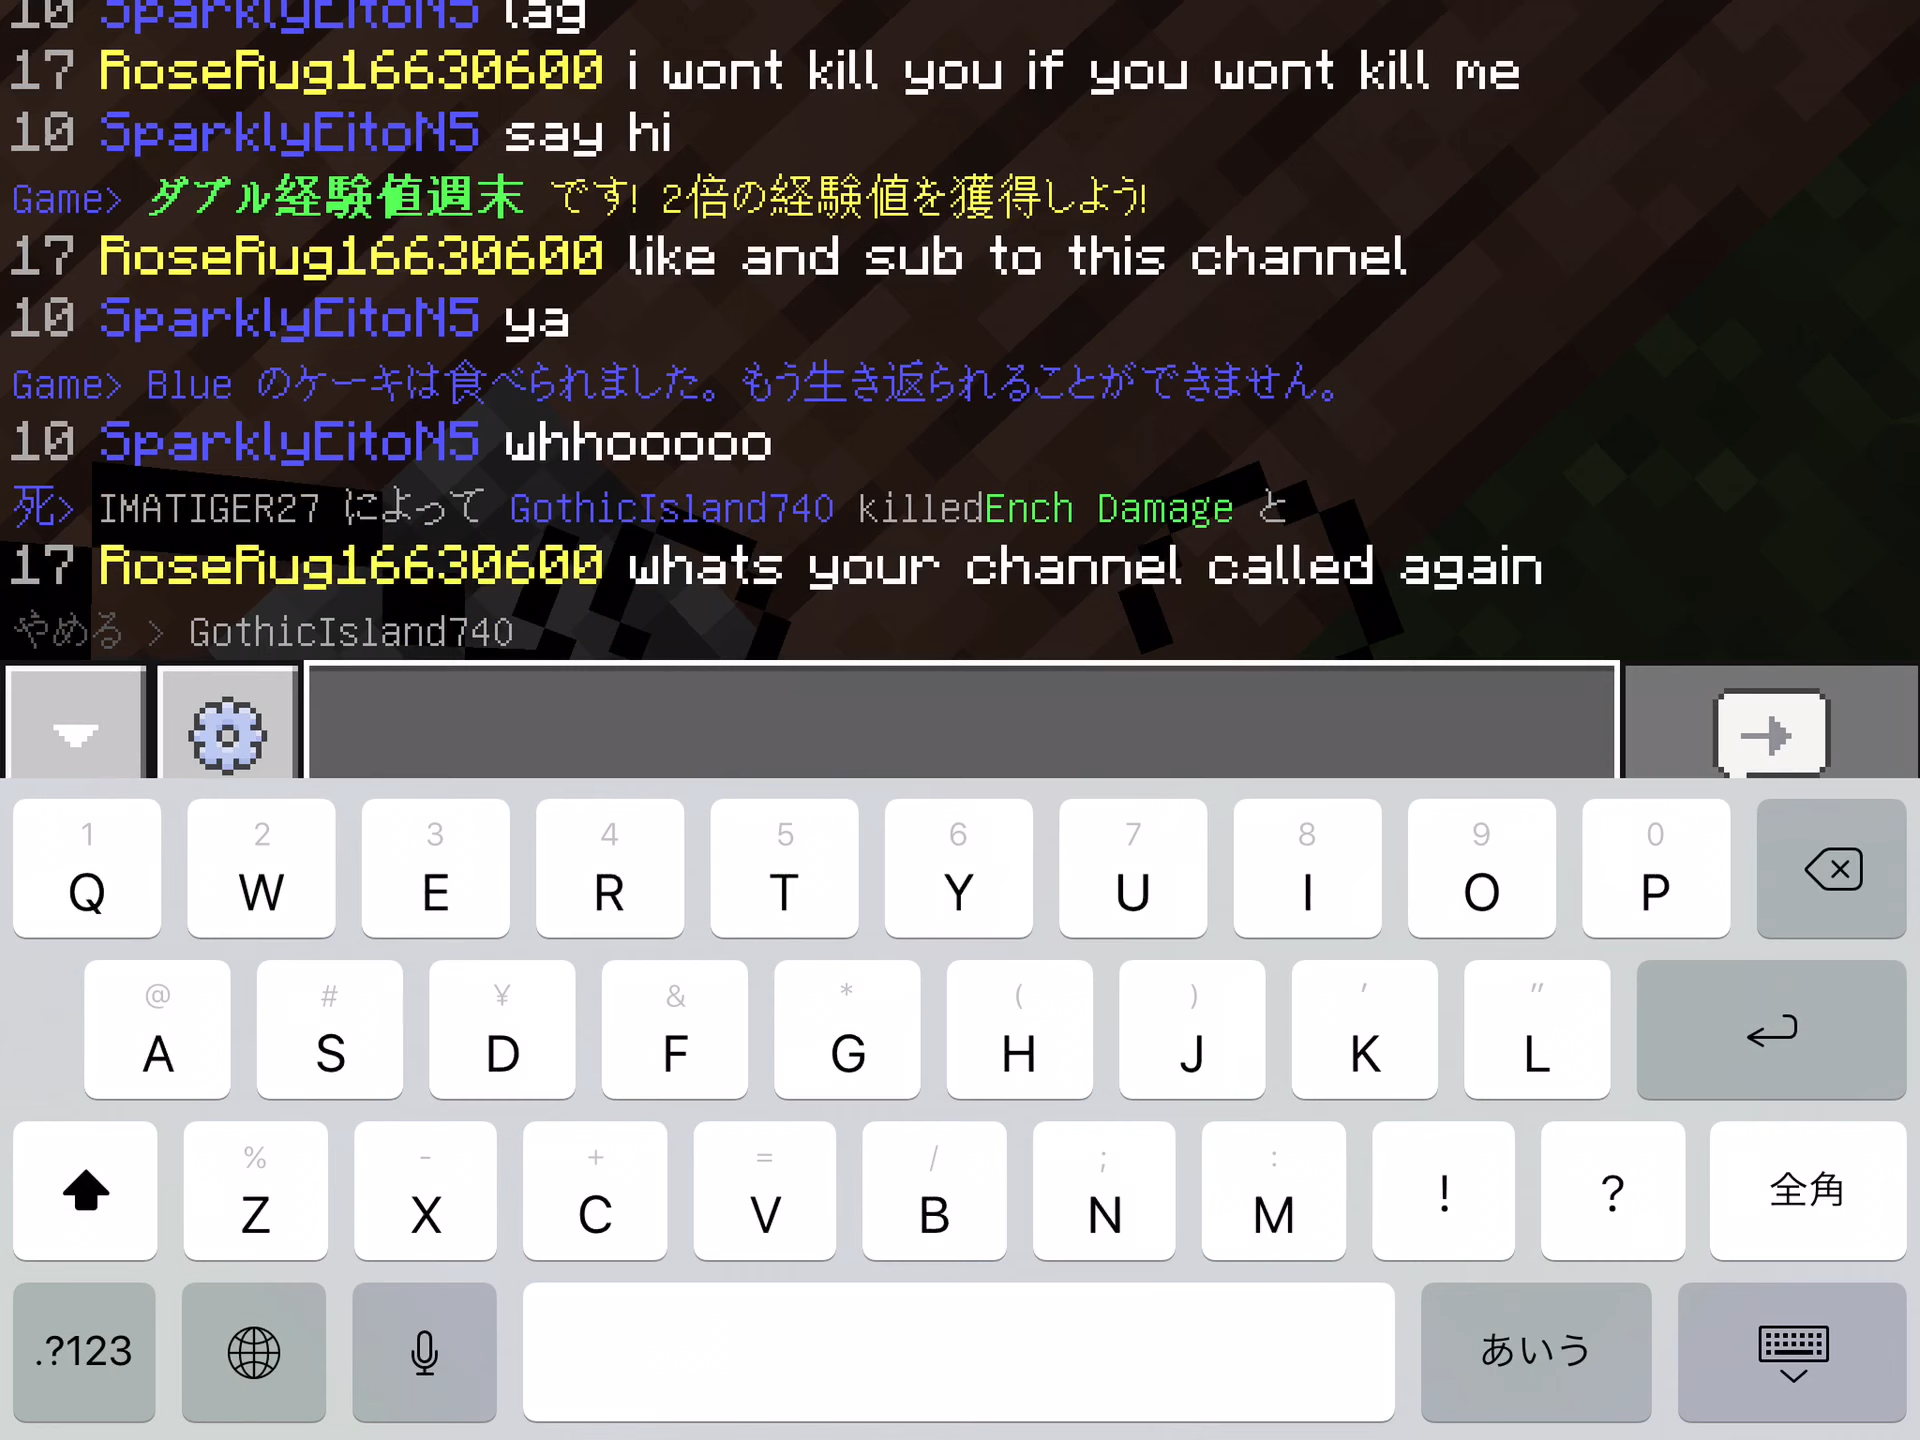 10 SparklyEitoN5 lag
17 RoseRug16630600 i wont kill you if you wont kill me
10 SparklyEitoN5 say hi
Game> ダブル経験値週末 です! 2倍の経験値を獲得しよう!
17 RoseRug16630600 like and sub to this channel
10 SparklyEitoN5 ya
Game> Blue のケーキは食べられました。もう生き返られることができません。
10 SparklyEitoN5 whhooooo
死> IMATIGER27 によって GothicIsland740 killedEnch Damage と
17 RoseRug16630600 whats your channel called again
やめる > GothicIsland740
1 2 3 4 5 6 7 8 9 0
Q W E R T Y U I O P
@ # ¥ & * ( ) ' "
A S D F G H J K L
% - + = / ; :
Z X C V B N M ! ? 全角
.?123 あいう